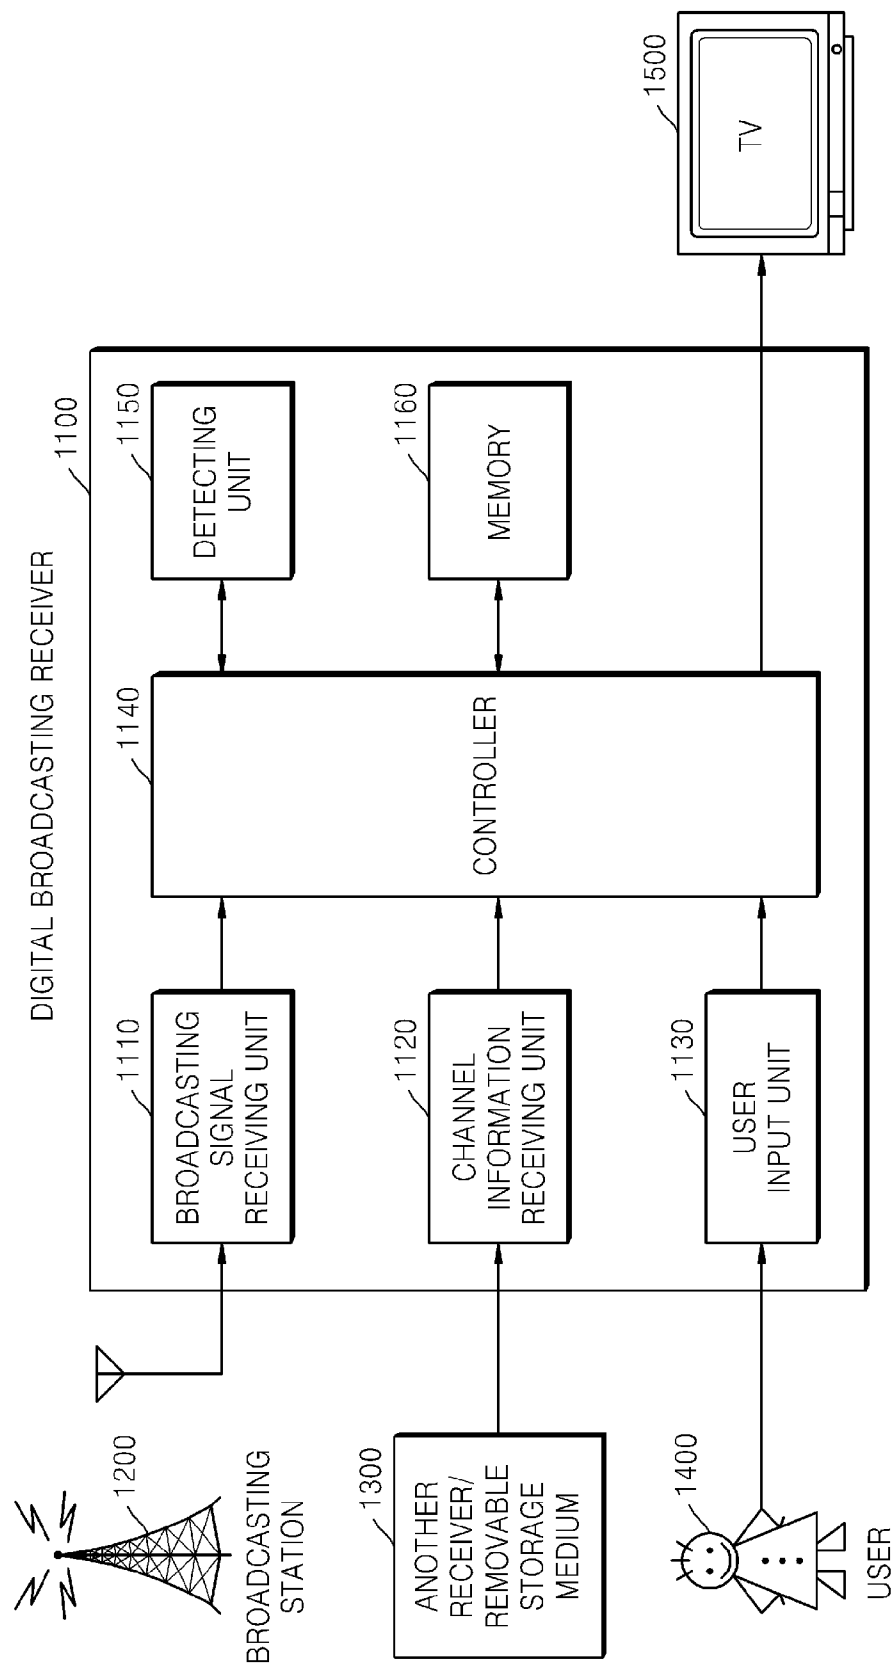 DIGITAL BROADCASTING RECEIVER
1100
1200
BROADCASTING
STATION
1110
BROADCASTING
SIGNAL
RECEIVING UNIT
1140
CONTROLLER
1150
DETECTING
UNIT
1300
ANOTHER
RECEIVER/
REMOVABLE
STORAGE
MEDIUM
1120
CHANNEL
INFORMATION
RECEIVING UNIT
1160
MEMORY
1400
USER
1130
USER
INPUT UNIT
1500
TV